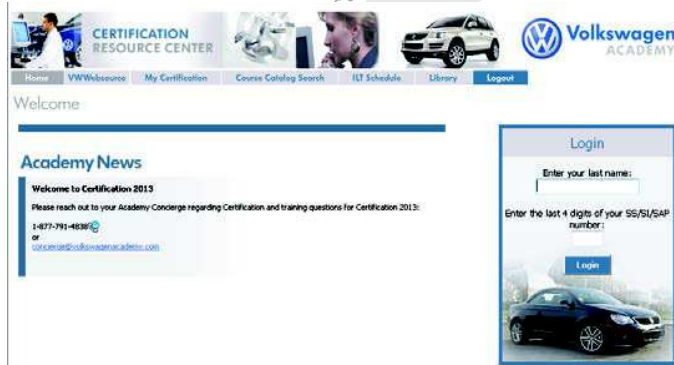 CERTIFICATION
RESOURCE CENTER
Volkswagen
ACADEMY
Home VWWebsource My Certification Course Catalog Search ILT Schedule Library Logout
Welcome
Academy News
Welcome to Certification 2013
Please reach out to your Academy Concierge regarding Certification and training questions for Certification 2013:
1-877-791-4838
or
concierge@volkswagenacademy.com
Login
Enter your last name:
Enter the last 4 digits of your SS/SI/SAP
number:
Login